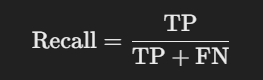 Recall = TP / (TP + FN)